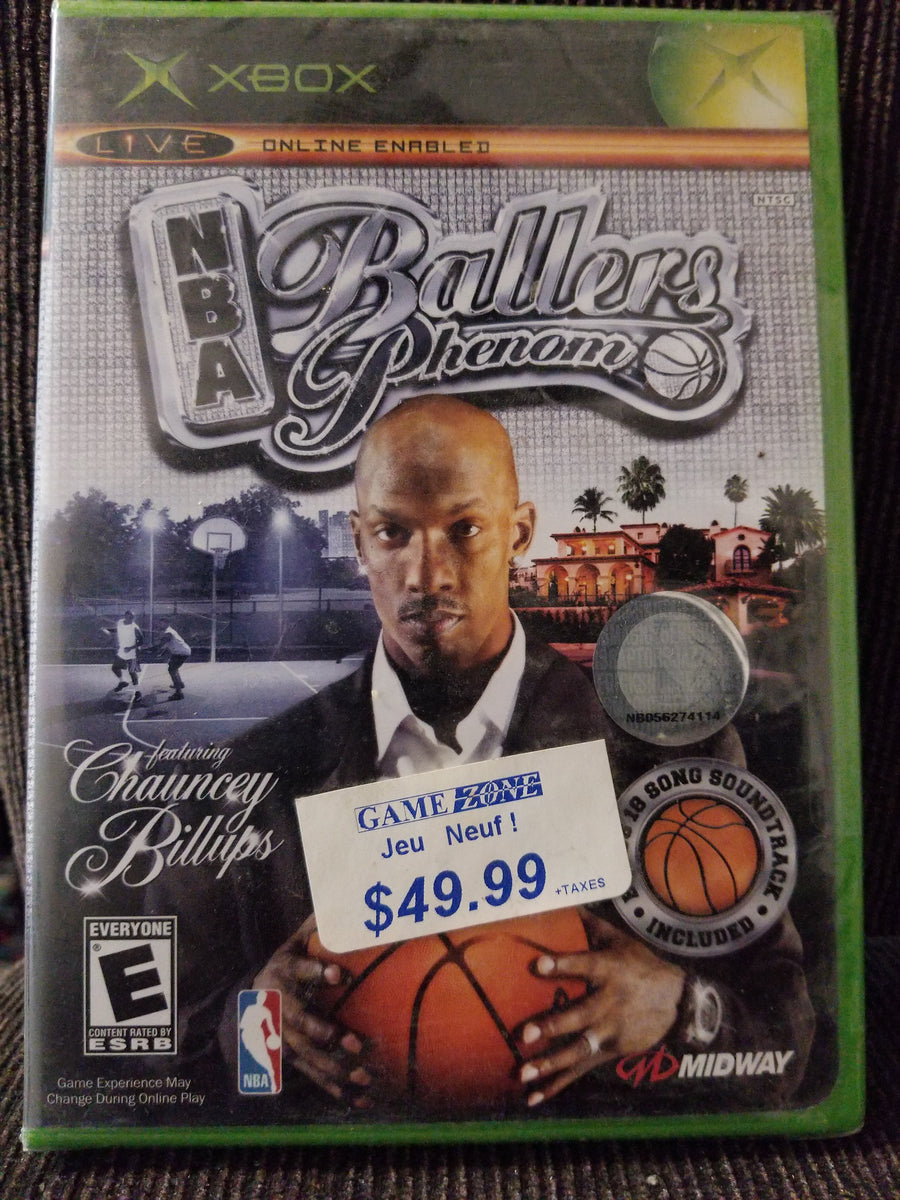 XBOX
LIVE ONLINE ENABLED
NTSC
NBA
Ballers
Phenom
NB056274114
featuring
Chauncey
Billups
GAME ZONE
Jeu Neuf !
$49.99 +TAXES
18 SONG SOUNDTRACK
• INCLUDED •
EVERYONE
E
CONTENT RATED BY
ESRB
NBA
MIDWAY
Game Experience May
Change During Online Play